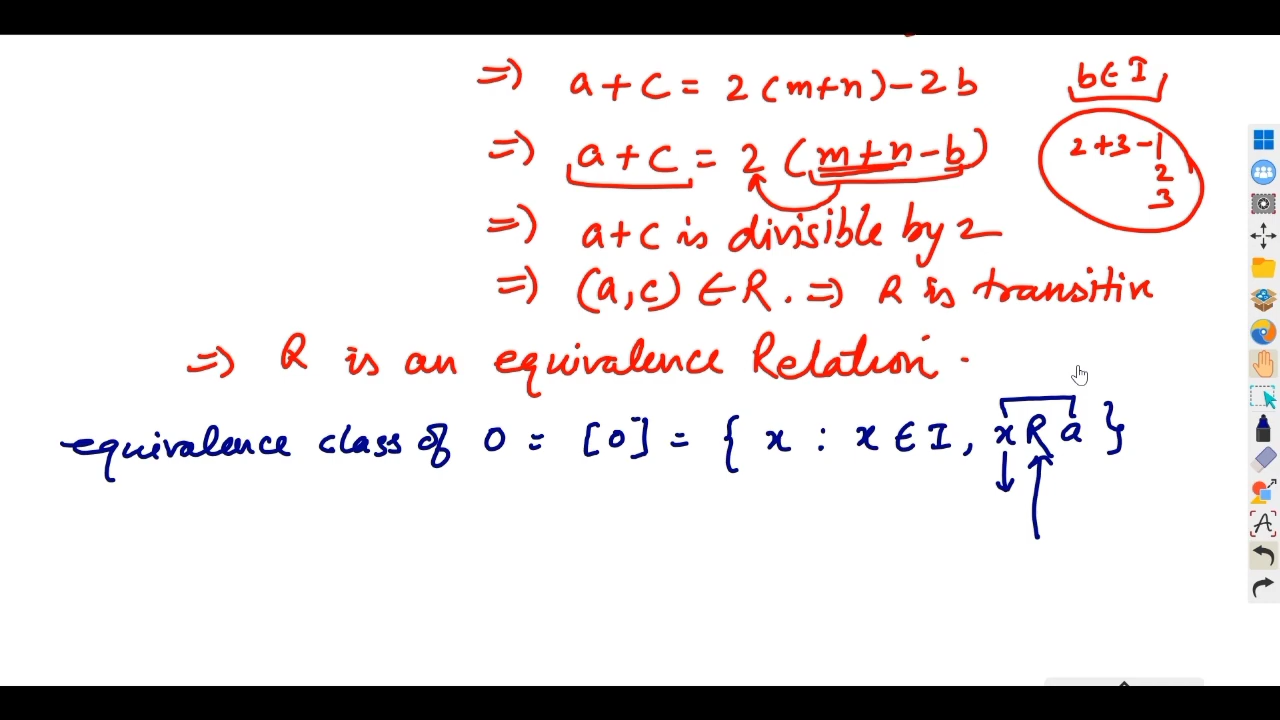 =) a+c = 2(m+n)-2b b∈I
=) a+c = 2 (m+n-b) 2+3-1
2
3
=) a+c is divisible by 2
=) (a,c) ∈ R. =) R is transitive
=) R is an equivalence Relation.
equivalence class of 0 = [0] = { x : x ∈ I, x R a }